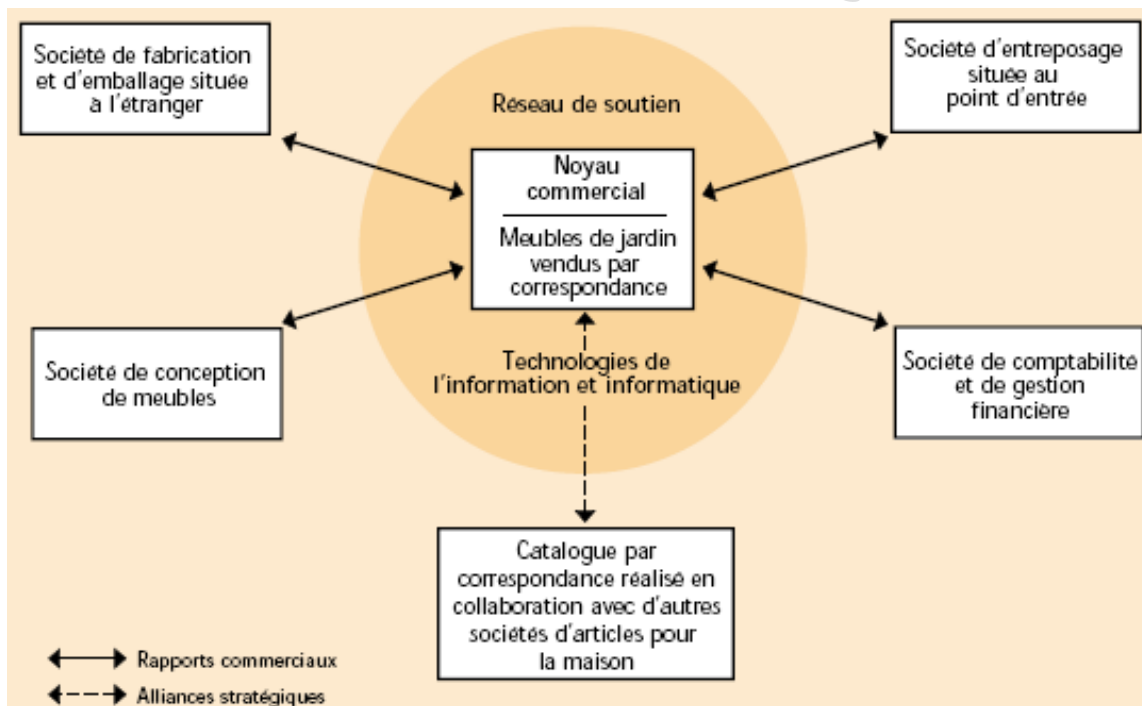 Société de fabrication
et d'emballage située
à l'étranger
Société d'entreposage
située au
point d'entrée
Réseau de soutien
Noyau
commercial
Meubles de jardin
vendus par
correspondance
Société de conception
de meubles
Technologies de
l'information et informatique
Société de comptabilité
et de gestion
financière
Catalogue par
correspondance réalisé en
collaboration avec d'autres
sociétés d'articles pour
la maison
Rapports commerciaux
Alliances stratégiques